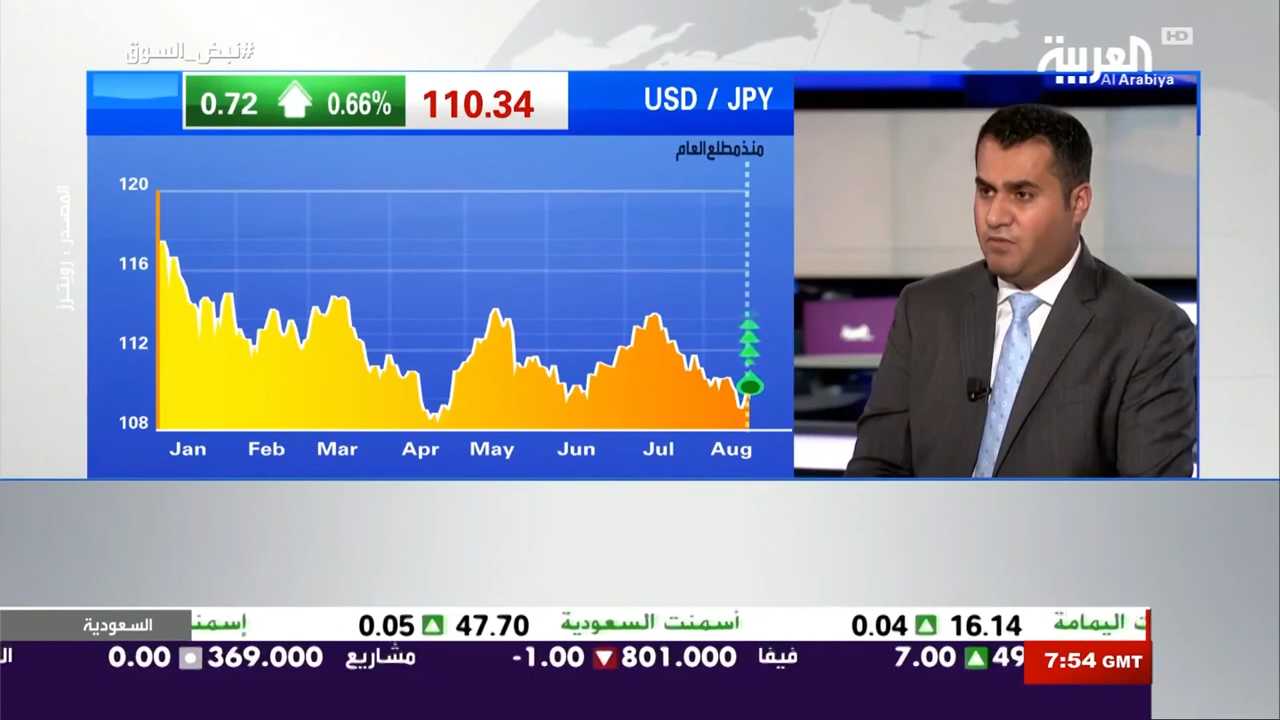 #نبض_السوق
العربية HD
Al Arabiya
0.72 0.66% 110.34 USD / JPY
منذ مطلع العام
المصدر : رويترز
120
116
112
108
Jan Feb Mar Apr May Jun Jul Aug
السعودية
اليمامة 16.14 0.04 أسمنت السعودية 47.70 0.05
7.00 فيفا 801.000 -1.00 مشاريع 369.000 0.00
7:54 GMT